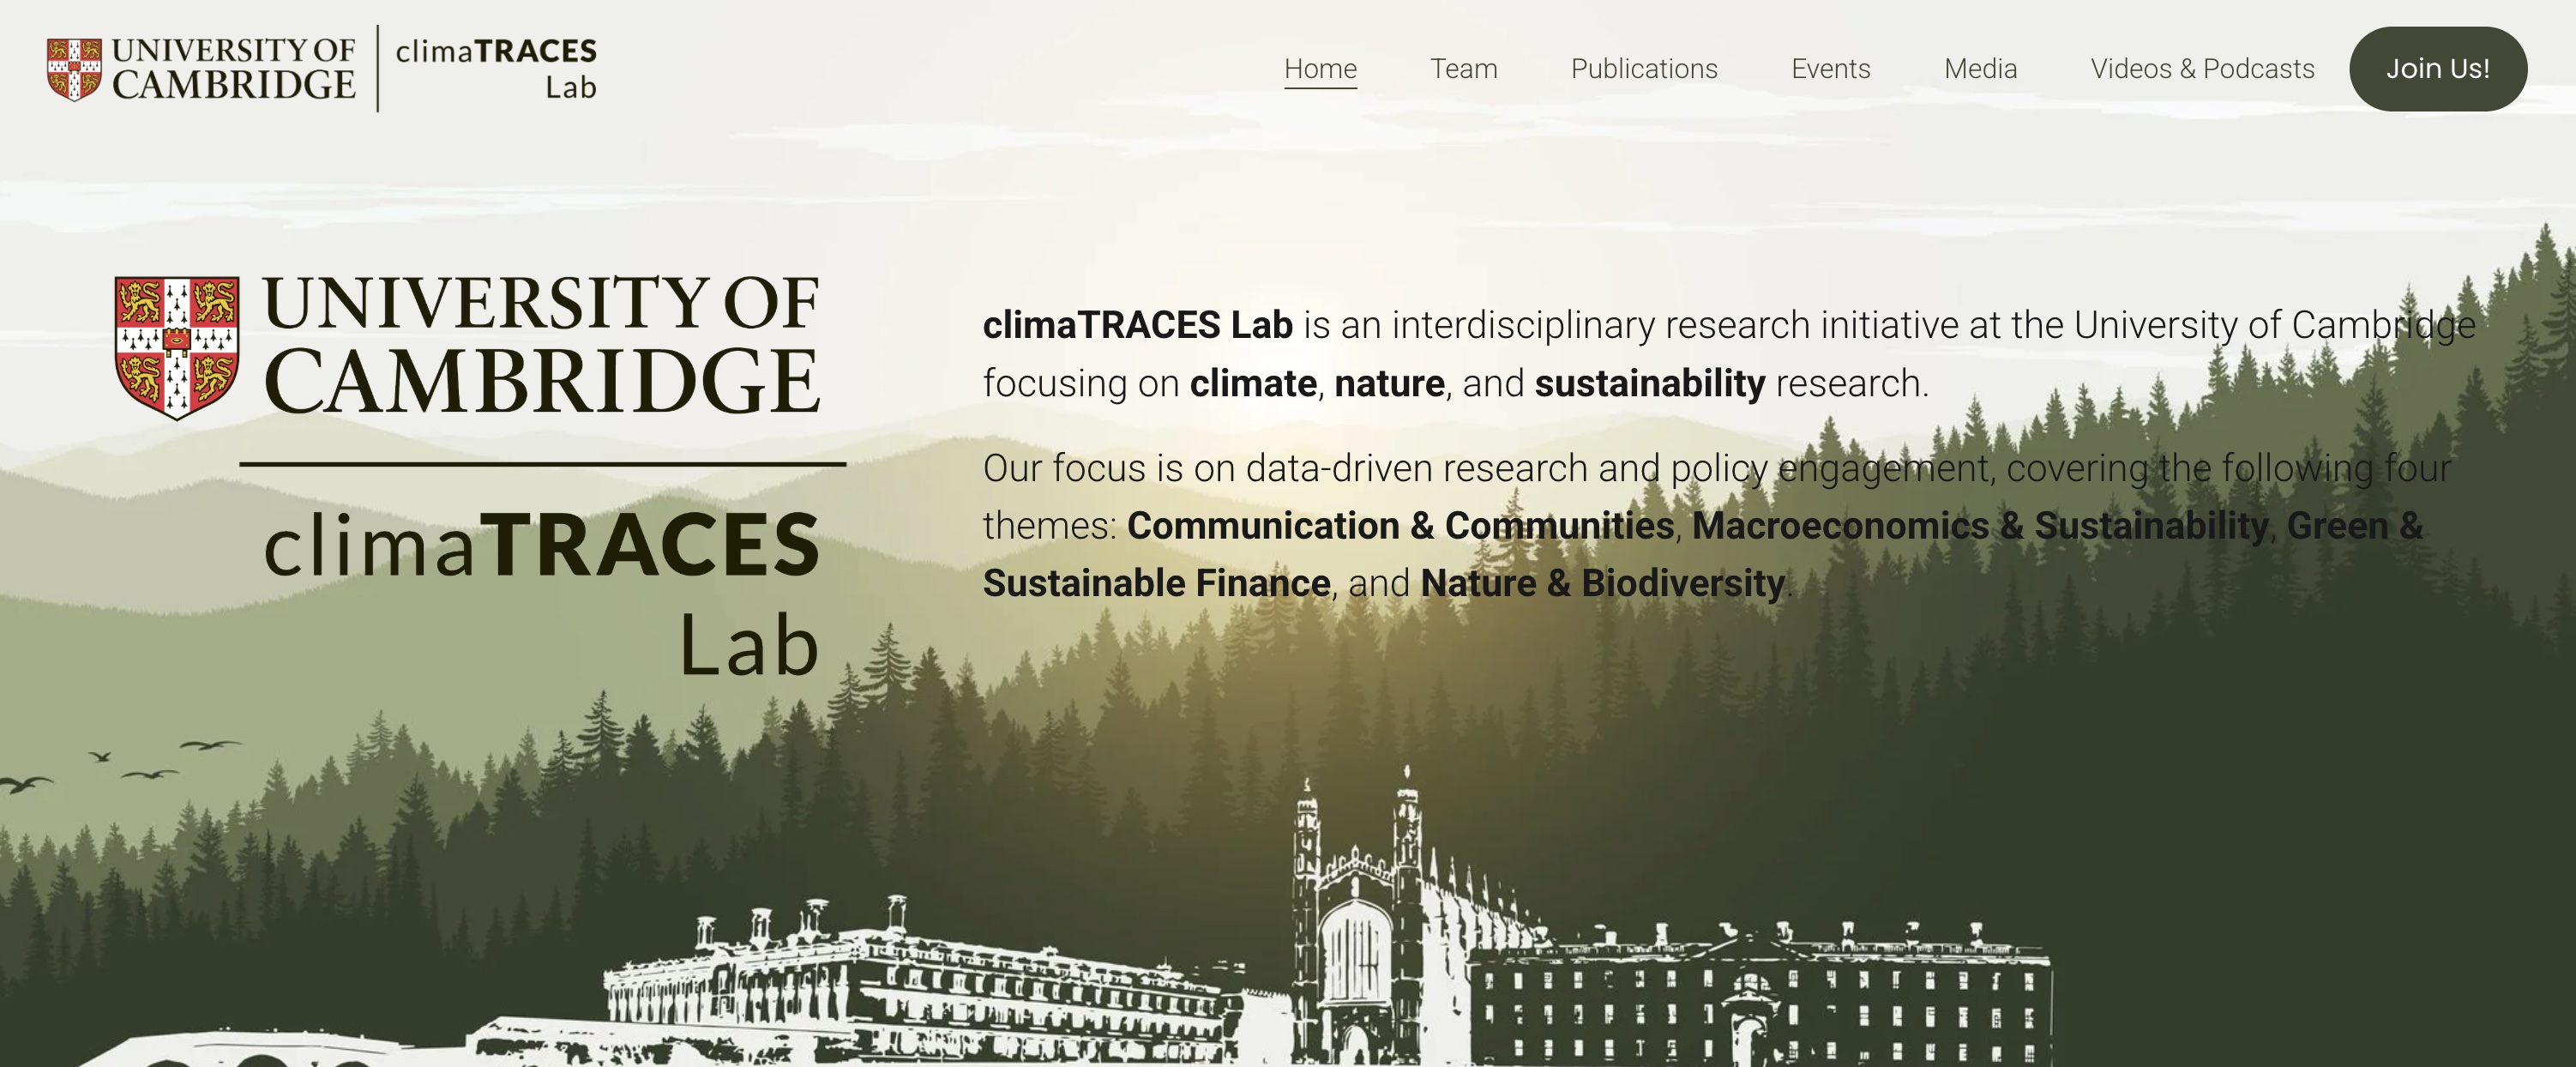 UNIVERSITY OF
CAMBRIDGE
climaTRACES
Lab
Home
Team
Publications
Events
Media
Videos & Podcasts
Join Us!
UNIVERSITY OF
CAMBRIDGE
climaTRACES
Lab
climaTRACES Lab is an interdisciplinary research initiative at the University of Cambridge
focusing on climate, nature, and sustainability research.
Our focus is on data-driven research and policy engagement, covering the following four
themes: Communication & Communities, Macroeconomics & Sustainability, Green &
Sustainable Finance, and Nature & Biodiversity.